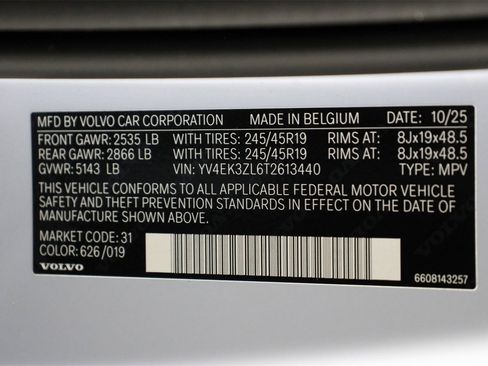 MFD BY VOLVO CAR CORPORATION MADE IN BELGIUM DATE: 10/25
FRONT GAWR: 2535 LB WITH TIRES: 245/45R19 RIMS AT: 8Jx19x48.5
REAR GAWR: 2866 LB WITH TIRES: 245/45R19 RIMS AT: 8Jx19x48.5
GVWR: 5143 LB VIN: YV4EK3ZL6T2613440 TYPE: MPV
THIS VEHICLE CONFORMS TO ALL APPLICABLE FEDERAL MOTOR VEHICLE
SAFETY AND THEFT PREVENTION STANDARDS IN EFFECT ON THE DATE OF
MANUFACTURE SHOWN ABOVE.
MARKET CODE: 31
COLOR: 626/019
VOLVO
6608143257